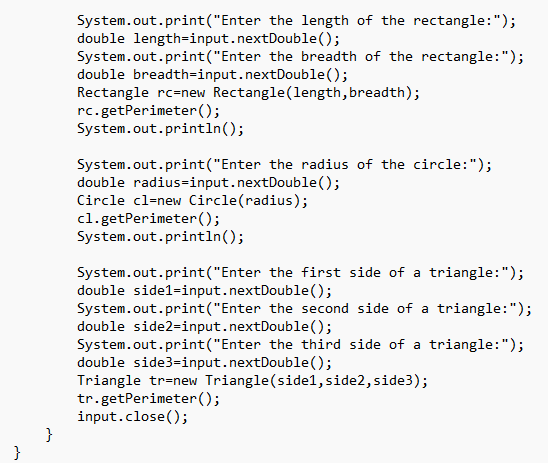 System.out.print("Enter the length of the rectangle:");
double length=input.nextDouble();
System.out.print("Enter the breadth of the rectangle:");
double breadth=input.nextDouble();
Rectangle rc=new Rectangle(length,breadth);
rc.getPerimeter();
System.out.println();

System.out.print("Enter the radius of the circle:");
double radius=input.nextDouble();
Circle cl=new Circle(radius);
cl.getPerimeter();
System.out.println();

System.out.print("Enter the first side of a triangle:");
double side1=input.nextDouble();
System.out.print("Enter the second side of a triangle:");
double side2=input.nextDouble();
System.out.print("Enter the third side of a triangle:");
double side3=input.nextDouble();
Triangle tr=new Triangle(side1,side2,side3);
tr.getPerimeter();
input.close();
}
}